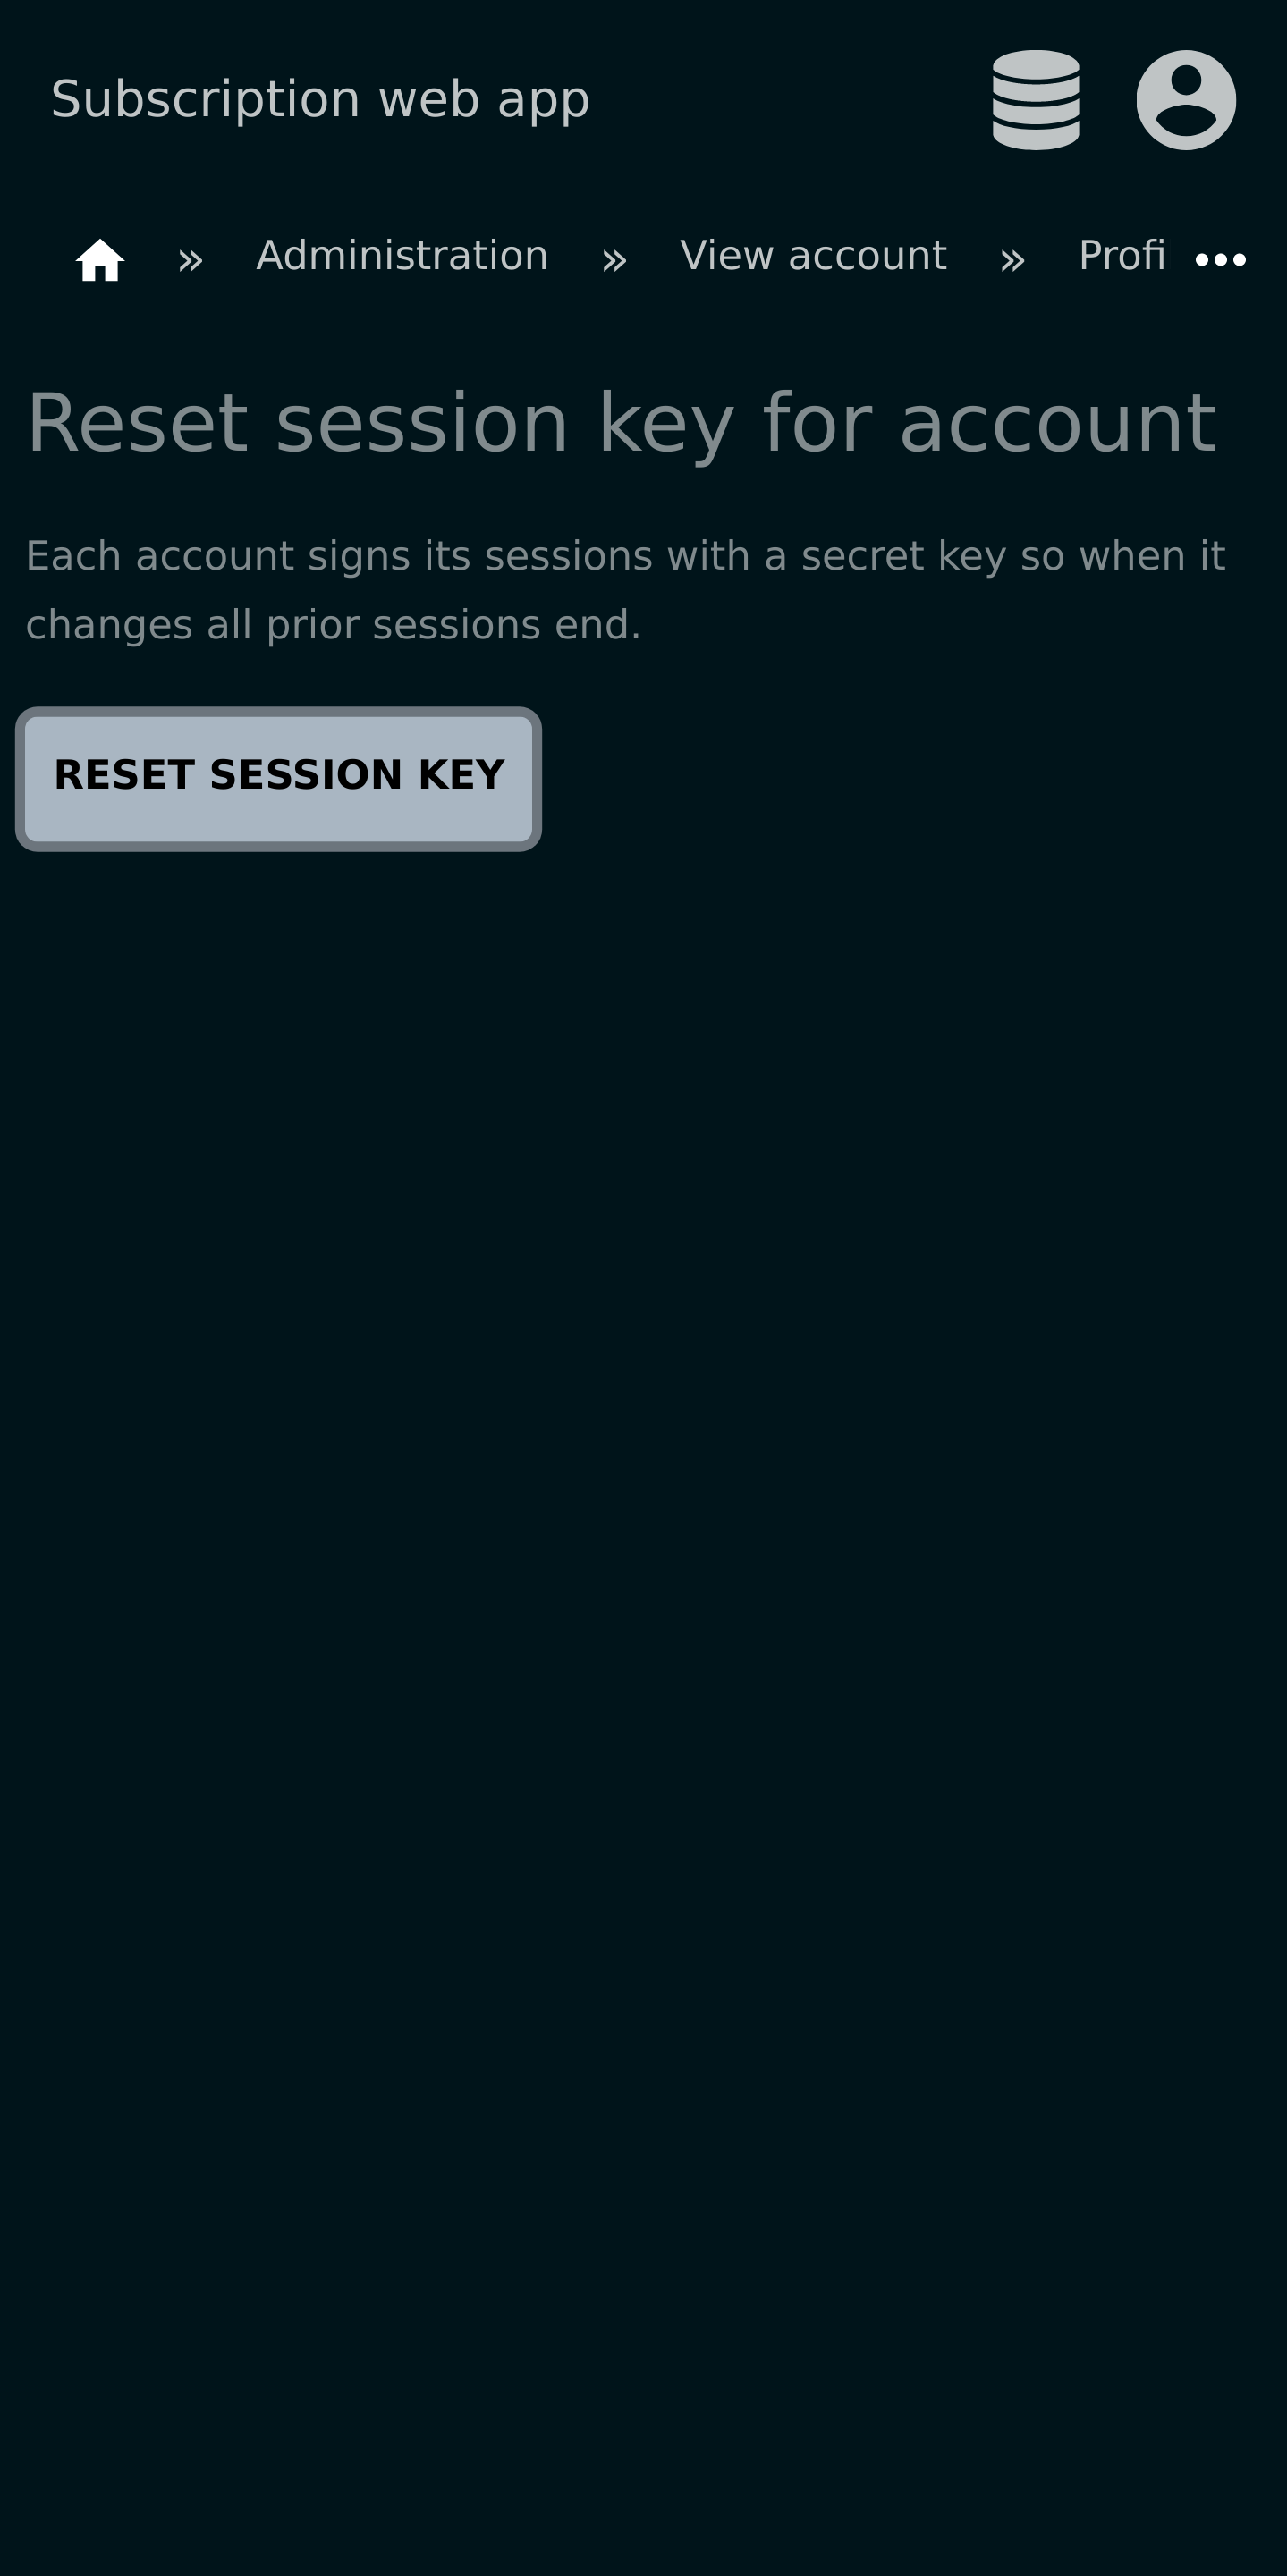 Subscription web app
» Administration » View account » Profi
Reset session key for account
Each account signs its sessions with a secret key so when it
changes all prior sessions end.
RESET SESSION KEY